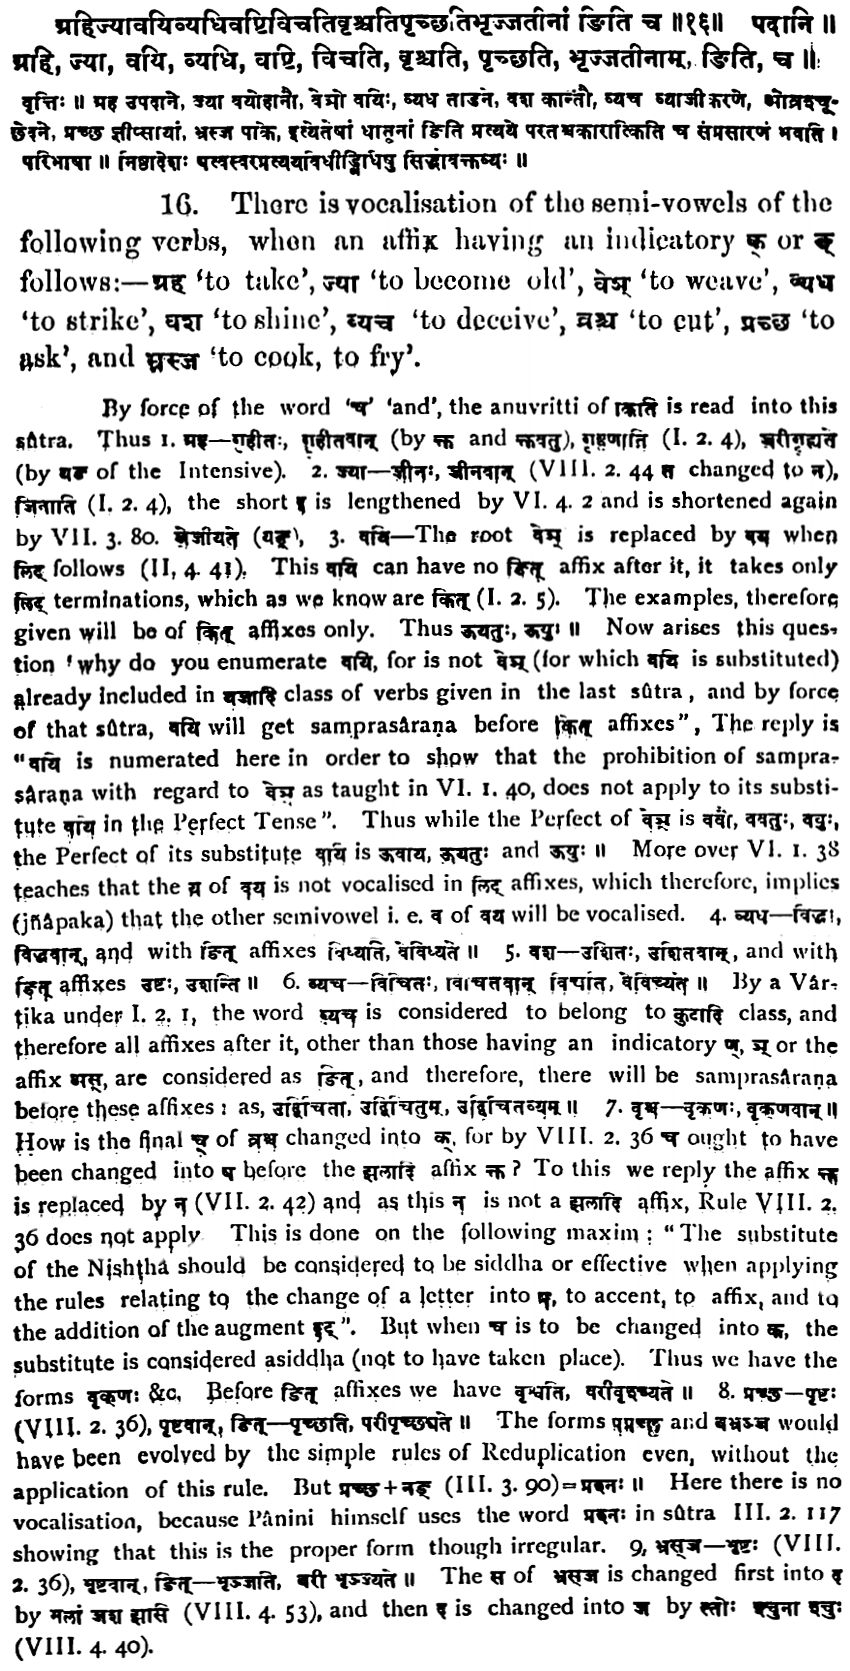 ग्रहिज्यावयिव्यधिवष्टिविचतिवृश्चतिपृच्छतिभृज्जतीनां ङिति च ॥१६॥ पदानि ॥
ग्रहि, ज्या, वयि, व्यधि, वष्टि, विचति, वृश्चति, पृच्छति, भृज्जतीनाम्, ङिति, च ॥
वृत्तिः ॥ ग्रह उपदाने, ज्या वयोहानौ, वेञो वयिः, व्यध ताडने, वश कान्तौ, व्यच व्याजीकरणे, ओव्रश्चू-
छेदने, प्रच्छ ज्ञीप्सायां, भ्रस्ज पाके, इत्येतेषां धातूनां ङिति प्रत्यये परतश्चकारात्किति च संप्रसारणं भवति ।
परिभाषा ॥ निष्ठादेशः षत्वस्वरप्रत्ययविधीड्विधिषु सिद्धोवक्तव्यः ॥
16. There is vocalisation of the semi-vowels of the
following verbs, when an affix having an indicatory क् or ङ्
follows:—ग्रह 'to take', ज्या 'to become old', वेञ् 'to weave', व्यध
'to strike', वश 'to shine', व्यच 'to deceive', व्रश्च 'to cut', प्रच्छ 'to
ask', and भ्रस्ज 'to cook, to fry'.
By force of the word 'च' 'and', the anuvritti of किति is read into this
sûtra. Thus 1. ग्रह—गृहीतः, गृहीतवान् (by क्त and क्तवतु), गृह्णाति (I. 2. 4), जरीगृह्यते
(by यङ of the Intensive). 2. ज्या—जीनः, जीनवान् (VIII. 2. 44 त changed to न),
जिनाति (I. 2. 4), the short इ is lengthened by VI. 4. 2 and is shortened again
by VII. 3. 80. जेजीयते (यङ्), 3. वयि—The root वेञ् is replaced by वय when
लिट् follows (II, 4. 41). This वयि can have no ङित् affix after it, it takes only
लिट् terminations, which as we know are कित् (I. 2. 5). The examples, therefore
given will be of कित् affixes only. Thus ऊयतुः, ऊयुः ॥ Now arises this ques-
tion 'why do you enumerate वयि, for is not वेञ् (for which वयि is substituted)
already included in यजादि class of verbs given in the last sûtra, and by force
of that sûtra, वयि will get samprasâraṇa before कित् affixes", The reply is
"वयि is numerated here in order to show that the prohibition of sampra-
sâraṇa with regard to वेञ् as taught in VI. 1. 40, does not apply to its substi-
tute वयि in the Perfect Tense". Thus while the Perfect of वेञ् is ववौ, ववतुः, ववुः,
the Perfect of its substitute वयि is ऊवाय, ऊयतुः and ऊयुः ॥ More over VI. 1. 38
teaches that the य of वय is not vocalised in लिट् affixes, which therefore, implies
(jñâpaka) that the other semivowel i. e. व of वय will be vocalised. 4. व्यध—विद्धः,
विद्धवान्, and with ङित् affixes विध्यति, वेविध्यते ॥ 5. वश—उशितः, उशितवान्, and with
ङित् affixes उष्टः, उशन्ति ॥ 6. व्यच—विचितः, विचितवान् विचति, वेविच्यते ॥ By a Vâr-
tika under I. 2. 1, the word व्यच् is considered to belong to कुटादि class, and
therefore all affixes after it, other than those having an indicatory ण्, ञ् or the
affix अस्, are considered as ङित्, and therefore, there will be samprasâraṇa
before these affixes: as, उद्विचिता, उद्विचितुम्, उद्विचितव्यम् ॥ 7. वृश्च—वृक्णः, वृक्णवान् ॥
How is the final च् of व्रश्च changed into क्, for by VIII. 2. 36 च ought to have
been changed into ष before the झलादि affix क्त? To this we reply the affix क्त
is replaced by न (VII. 2. 42) and as this न is not a झलादि affix, Rule VIII. 2.
36 does not apply This is done on the following maxim: "The substitute
of the Nishṭhâ should be considered to be siddha or effective when applying
the rules relating to the change of a letter into ष, to accent, to affix, and to
the addition of the augment इट्". But when च is to be changed into क, the
substitute is considered asiddha (not to have taken place). Thus we have the
forms वृक्णः &c. Before ङित् affixes we have वृश्चति, वरीवृश्च्यते ॥ 8. प्रच्छ—पृष्टः
(VIII. 2. 36), पृष्टवान्, ङित्—पृच्छति, परीपृच्छ्यते ॥ The forms पप्रच्छ and बभ्रज्ज would
have been evolved by the simple rules of Reduplication even, without the
application of this rule. But प्रच्छ + नङ् (III. 3. 90) = प्रश्नः ॥ Here there is no
vocalisation, because Pânini himself uses the word प्रश्नः in sûtra III. 2. 117
showing that this is the proper form though irregular. 9, भ्रस्ज—भृष्टः (VIII.
2. 36), भृष्टवान्, ङित्—भृज्जति, बरी भृज्ज्यते ॥ The स of भ्रस्ज is changed first into द
by झलां जश झशि (VIII. 4. 53), and then द is changed into ज by स्तोः श्चुना श्चुः
(VIII. 4. 40).